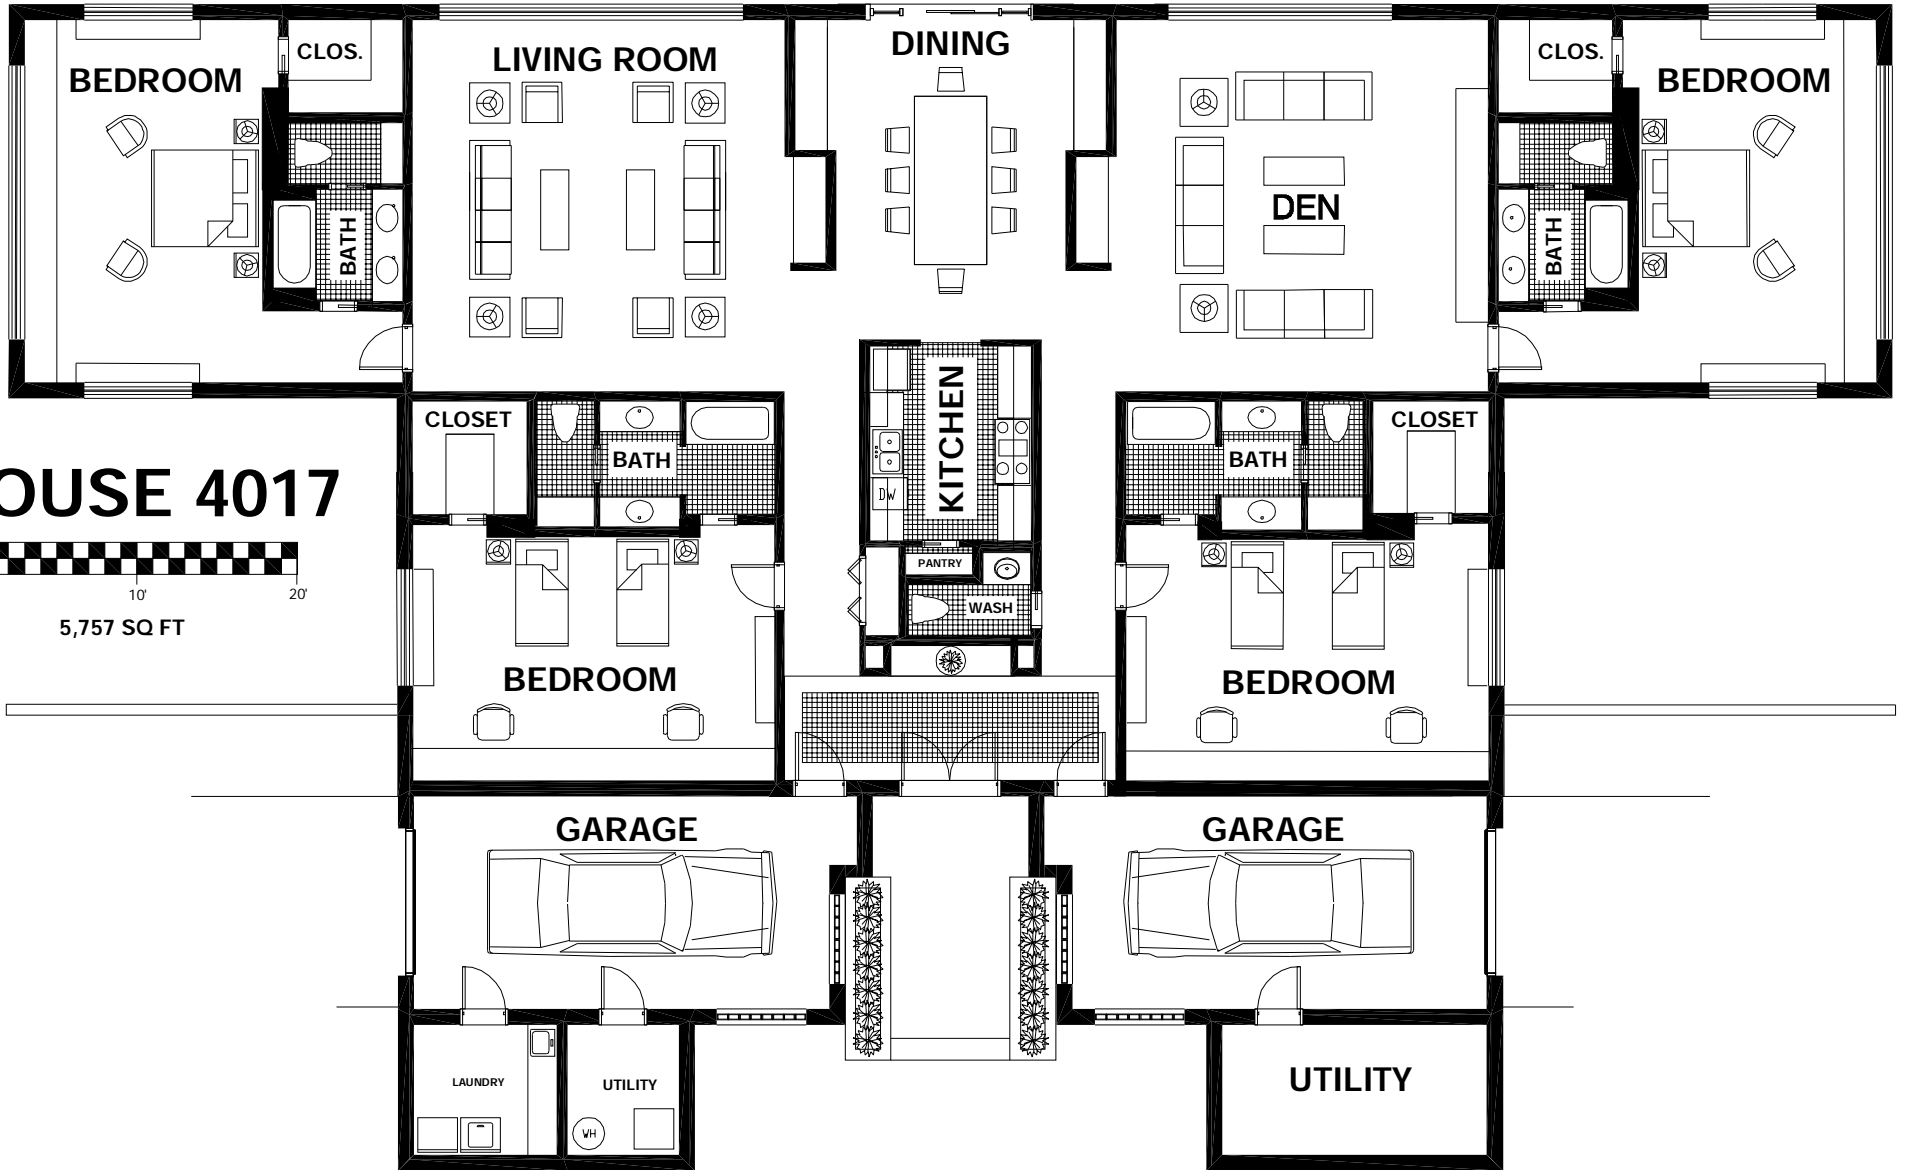 LIVING ROOM
DINING
CLOS.
CLOS.
BEDROOM
BEDROOM
DEN
BATH
BATH
KITCHEN
CLOSET
CLOSET
BATH
BATH
OUSE 4017
DW
10'
20'
5,757 SQ FT
PANTRY
WASH
BEDROOM
BEDROOM
GARAGE
GARAGE
LAUNDRY
UTILITY
UTILITY
WH